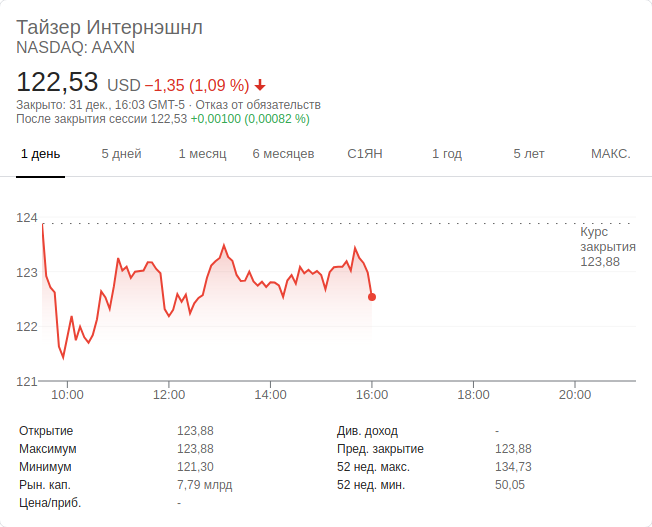 Тайзер Интернэшнл
NASDAQ: AAXN
122,53 USD −1,35 (1,09 %)
Закрыто: 31 дек., 16:03 GMT-5 · Отказ от обязательств
После закрытия сессии 122,53 +0,00100 (0,00082 %)
1 день 5 дней 1 месяц 6 месяцев С1ЯН 1 год 5 лет МАКС.
124
Курс
закрытия
123,88
123
122
121
10:00 12:00 14:00 16:00 18:00 20:00
Открытие 123,88 Див. доход -
Максимум 123,88 Пред. закрытие 123,88
Минимум 121,30 52 нед. макс. 134,73
Рын. кап. 7,79 млрд 52 нед. мин. 50,05
Цена/приб. -